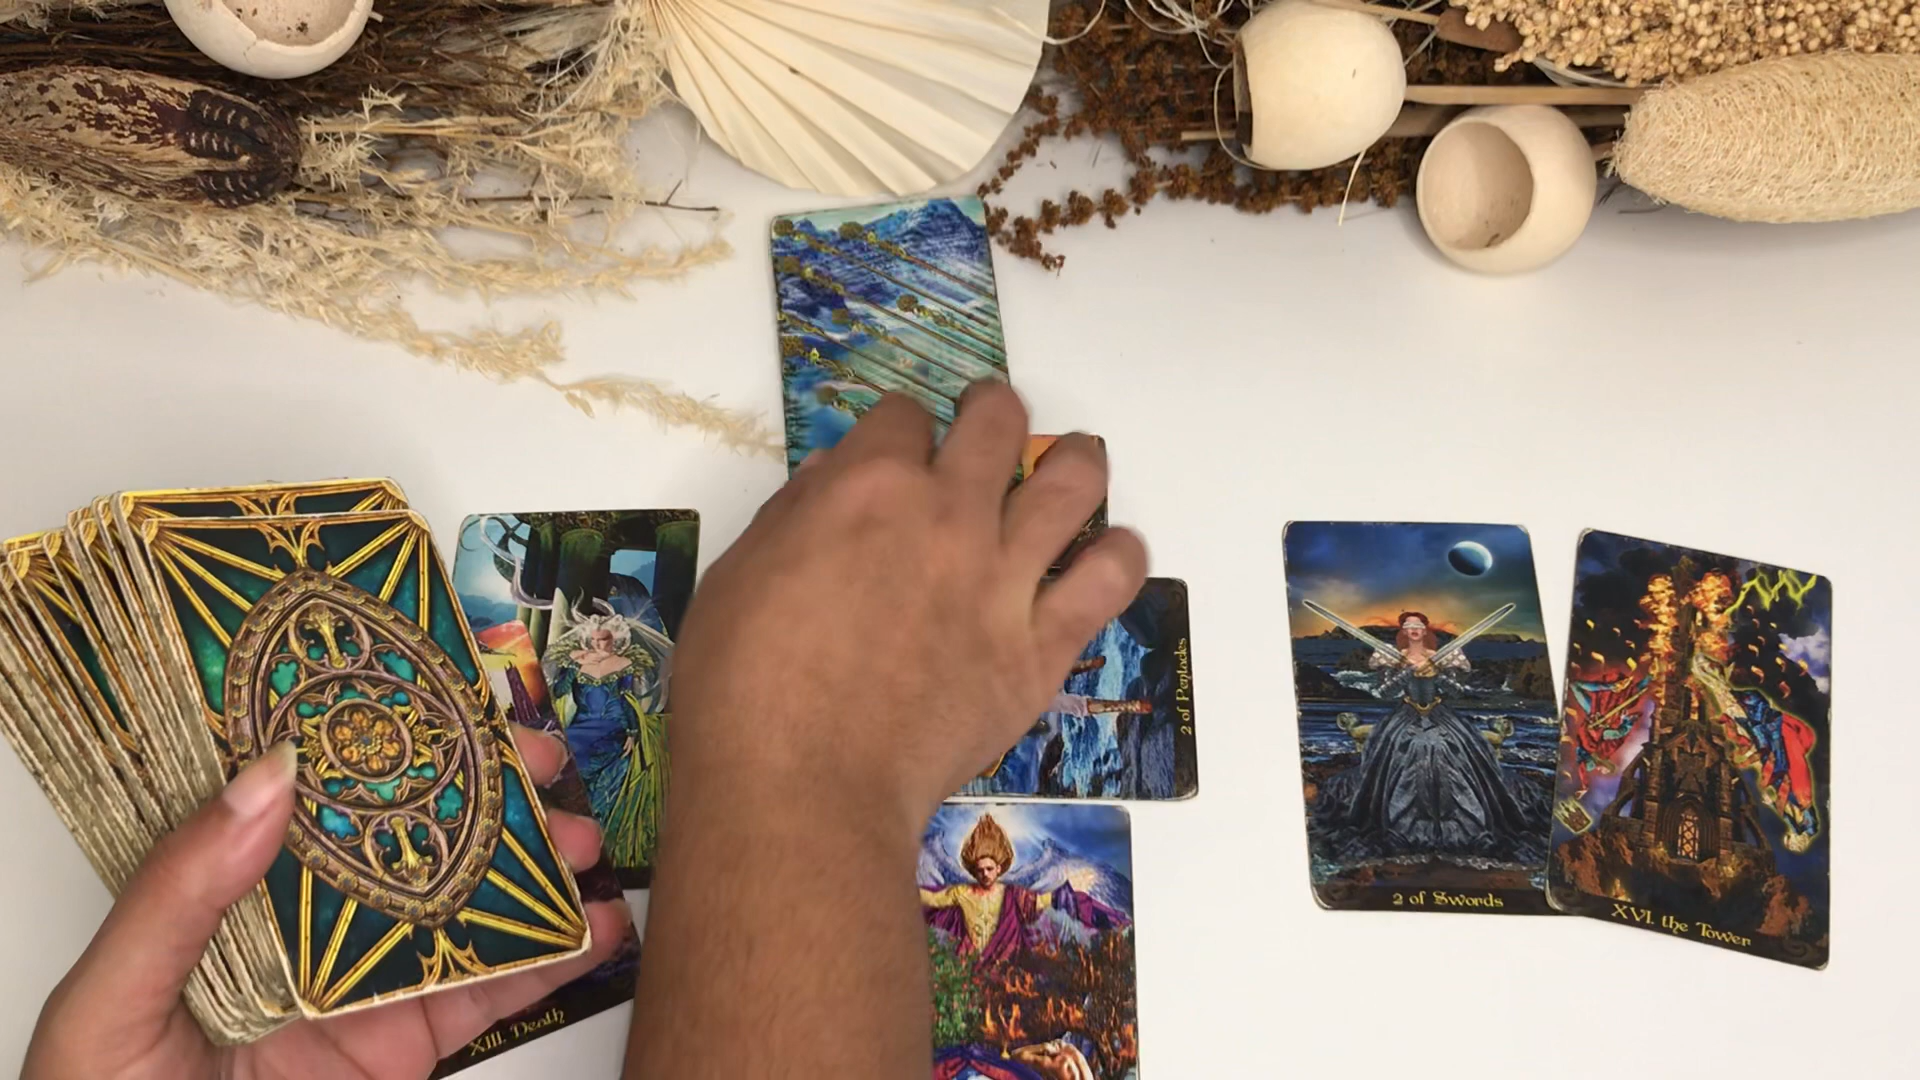 2 of Pentacles
2 of Swords
XVI. the Tower
XIII. Death